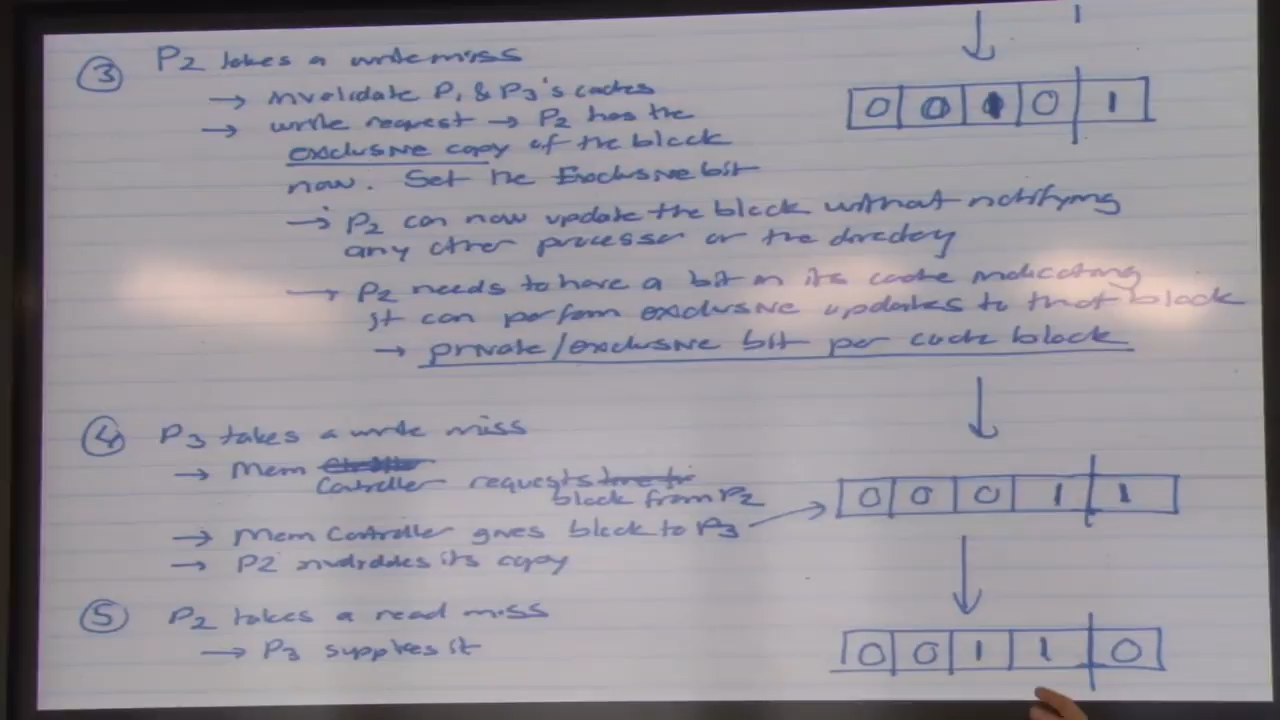 ③ P2 takes a write miss
→ invalidate P1 & P3's caches
→ write request → P2 has the
exclusive copy of the block
now. Set the Exclusive bit
→ P2 can now update the block without notifying
any other processor or the directory
→ P2 needs to have a bit in its cache indicating
it can perform exclusive updates to that block
→ private/exclusive bit per cache block
0 0 1 0 1
④ P3 takes a write miss
→ Mem Controller requests block from P2
→ Mem Controller gives block to P3
→ P2 invalidates its copy
0 0 0 1 1
⑤ P2 takes a read miss
→ P3 supplies it
0 0 1 1 0